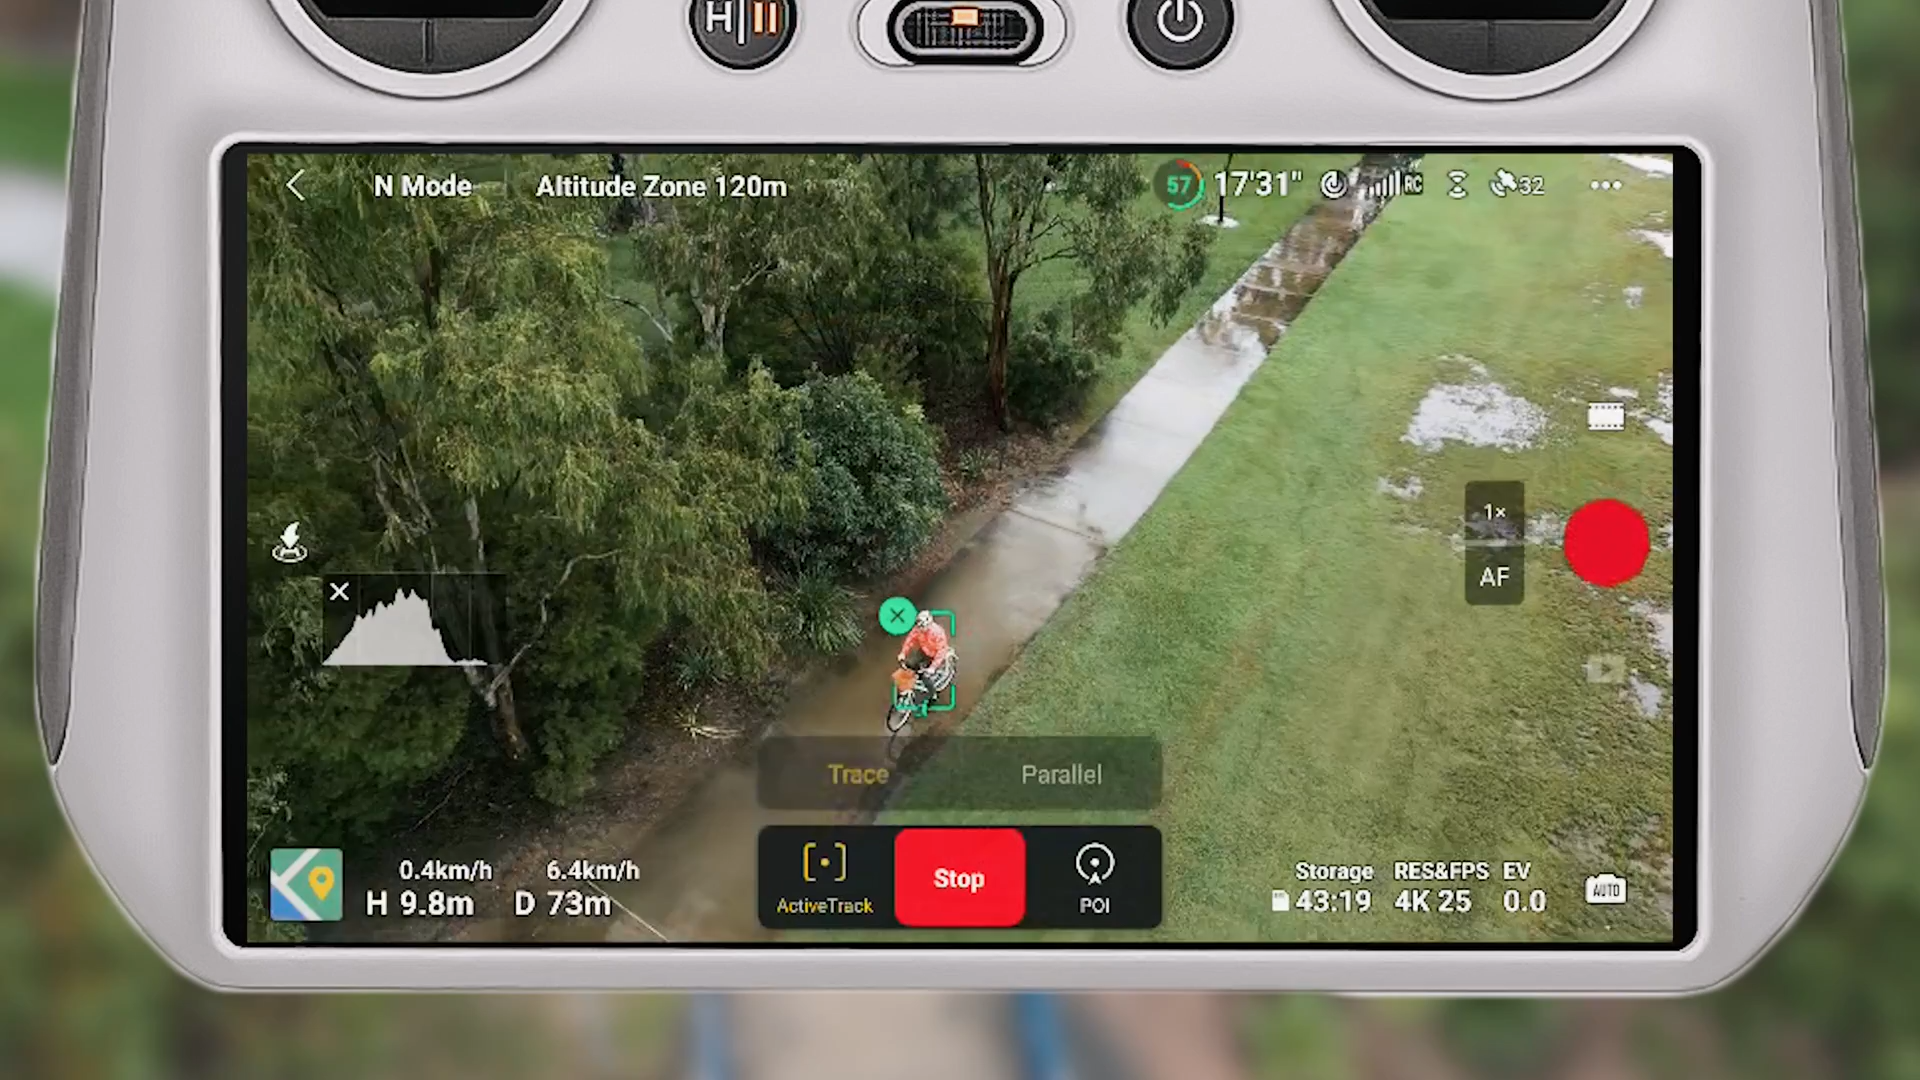 H
N Mode
Altitude Zone 120m
57
17'31"
RC
32
1×
AF
Trace
Parallel
0.4km/h
6.4km/h
H 9.8m
D 73m
ActiveTrack
Stop
POI
Storage
RES&FPS
EV
43:19
4K 25
0.0
AUTO